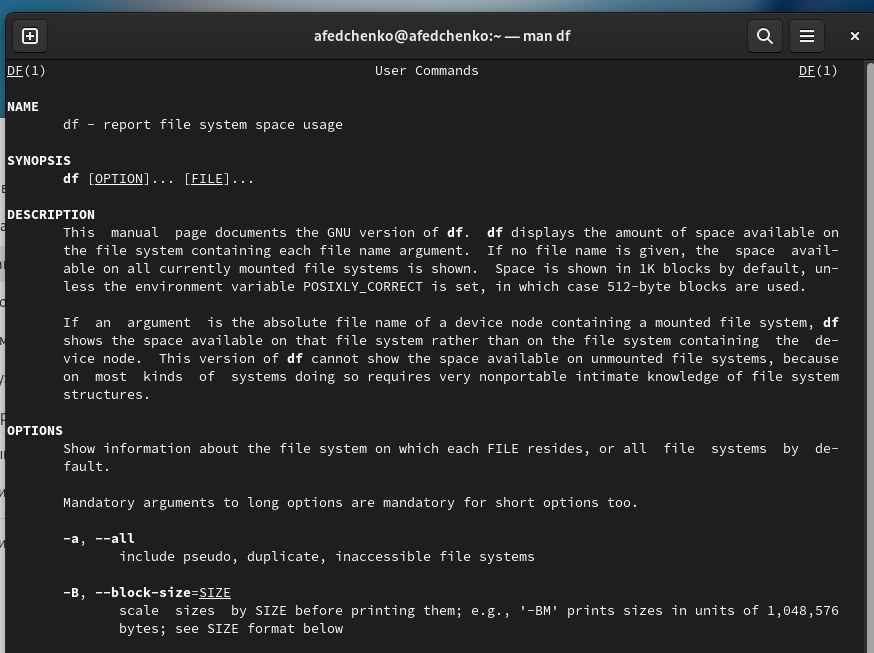 afedchenko@afedchenko:~ — man df
DF(1) User Commands DF(1)
NAME
df - report file system space usage
SYNOPSIS
df [OPTION]... [FILE]...
DESCRIPTION
This manual page documents the GNU version of df. df displays the amount of space available on
the file system containing each file name argument. If no file name is given, the space avail-
able on all currently mounted file systems is shown. Space is shown in 1K blocks by default, un-
less the environment variable POSIXLY_CORRECT is set, in which case 512-byte blocks are used.
If an argument is the absolute file name of a device node containing a mounted file system, df
shows the space available on that file system rather than on the file system containing the de-
vice node. This version of df cannot show the space available on unmounted file systems, because
on most kinds of systems doing so requires very nonportable intimate knowledge of file system
structures.
OPTIONS
Show information about the file system on which each FILE resides, or all file systems by de-
fault.
Mandatory arguments to long options are mandatory for short options too.
-a, --all
include pseudo, duplicate, inaccessible file systems
-B, --block-size=SIZE
scale sizes by SIZE before printing them; e.g., '-BM' prints sizes in units of 1,048,576
bytes; see SIZE format below